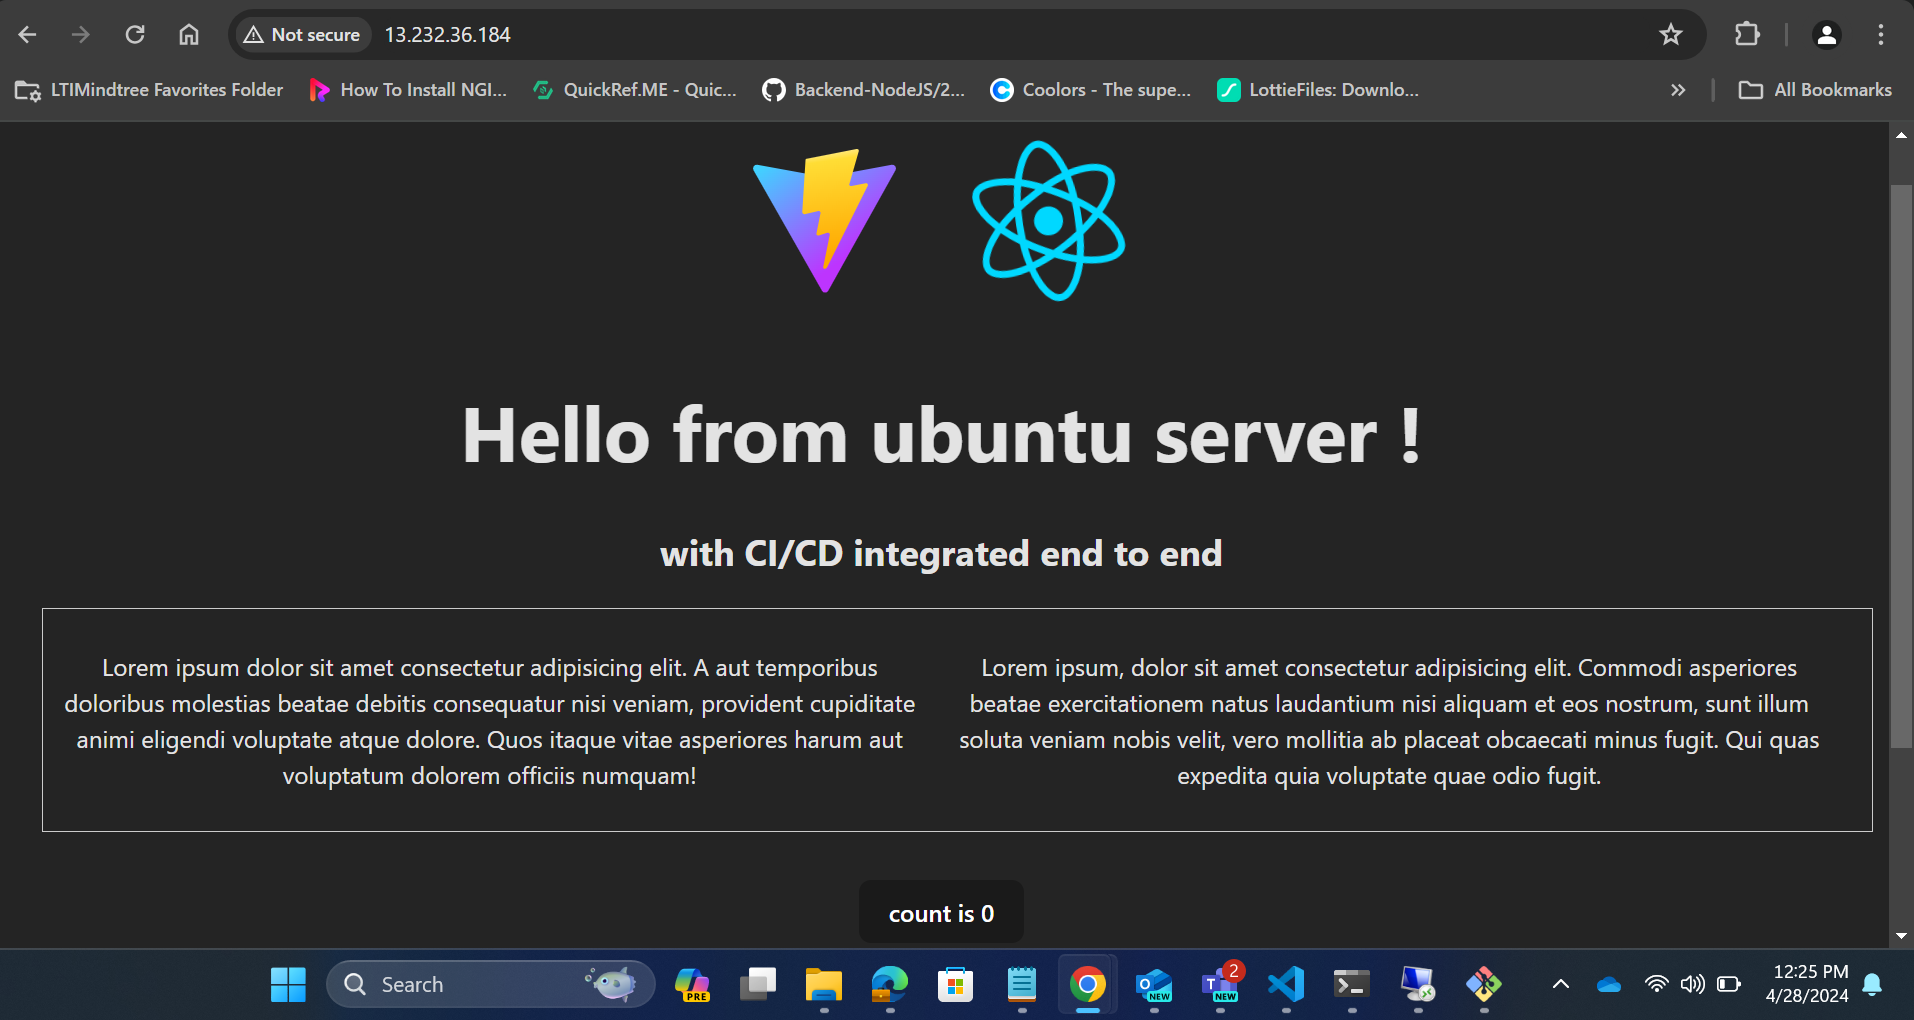 Not secure 13.232.36.184
LTIMindtree Favorites Folder How To Install NGI... QuickRef.ME - Quic... Backend-NodeJS/2... Coolors - The supe... LottieFiles: Downlo... All Bookmarks
Hello from ubuntu server !
with CI/CD integrated end to end
Lorem ipsum dolor sit amet consectetur adipisicing elit. A aut temporibus
doloribus molestias beatae debitis consequatur nisi veniam, provident cupiditate
animi eligendi voluptate atque dolore. Quos itaque vitae asperiores harum aut
voluptatum dolorem officiis numquam!
Lorem ipsum, dolor sit amet consectetur adipisicing elit. Commodi asperiores
beatae exercitationem natus laudantium nisi aliquam et eos nostrum, sunt illum
soluta veniam nobis velit, vero mollitia ab placeat obcaecati minus fugit. Qui quas
expedita quia voluptate quae odio fugit.
count is 0
Search PRE NEW 2 NEW 12:25 PM
4/28/2024